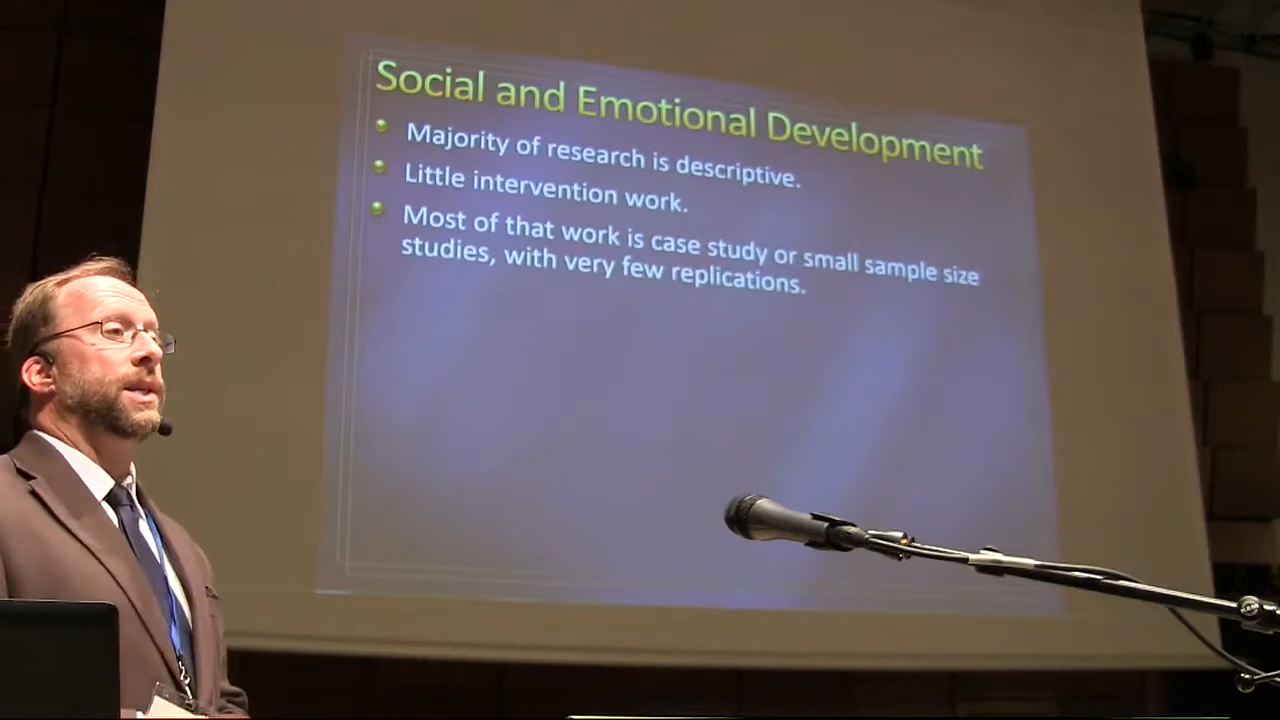 Social and Emotional Development
Majority of research is descriptive.
Little intervention work.
Most of that work is case study or small sample size
studies, with very few replications.